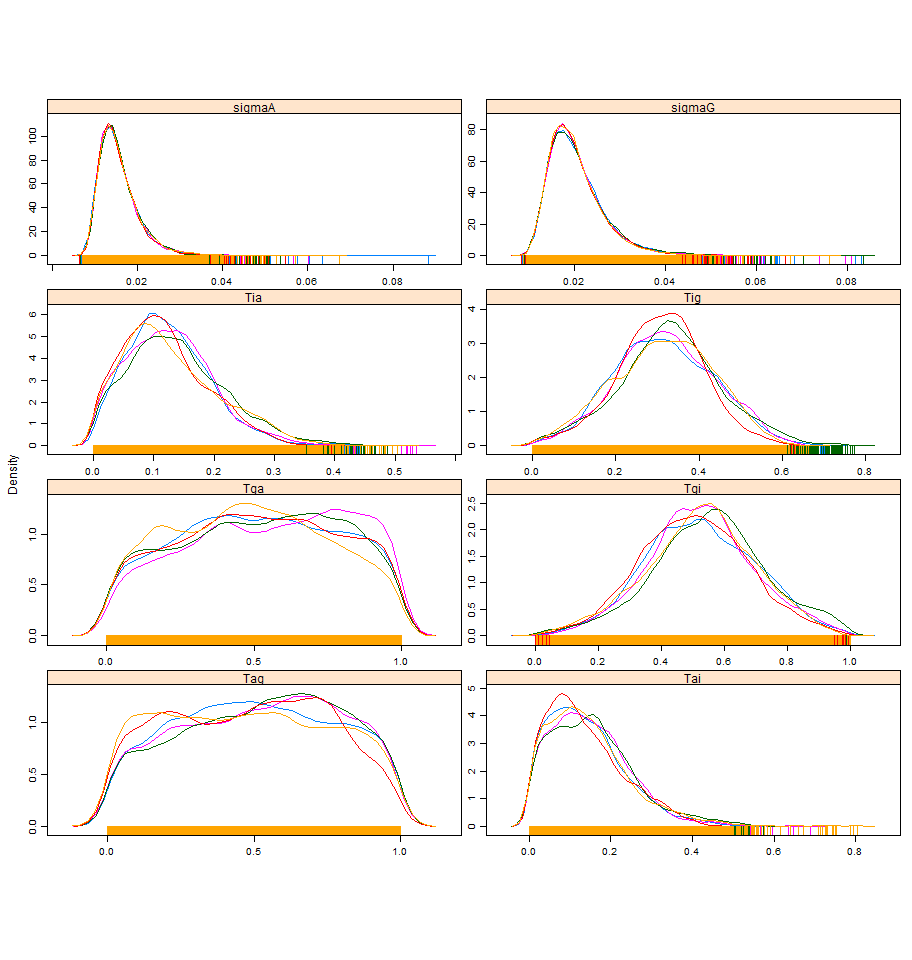 sigmaA
0 20 40 60 80 100
0.02 0.04 0.06 0.08
sigmaG
0 20 40 60 80
0.02 0.04 0.06 0.08
Tia
0 1 2 3 4 5 6
0.0 0.1 0.2 0.3 0.4 0.5
Tig
0 1 2 3 4
0.0 0.2 0.4 0.6 0.8
Density
Tga
0.0 0.5 1.0
0.0 0.5 1.0
Tgi
0.0 0.5 1.0 1.5 2.0 2.5
0.0 0.2 0.4 0.6 0.8 1.0
Tag
0.0 0.5 1.0
0.0 0.5 1.0
Tai
0 1 2 3 4 5
0.0 0.2 0.4 0.6 0.8